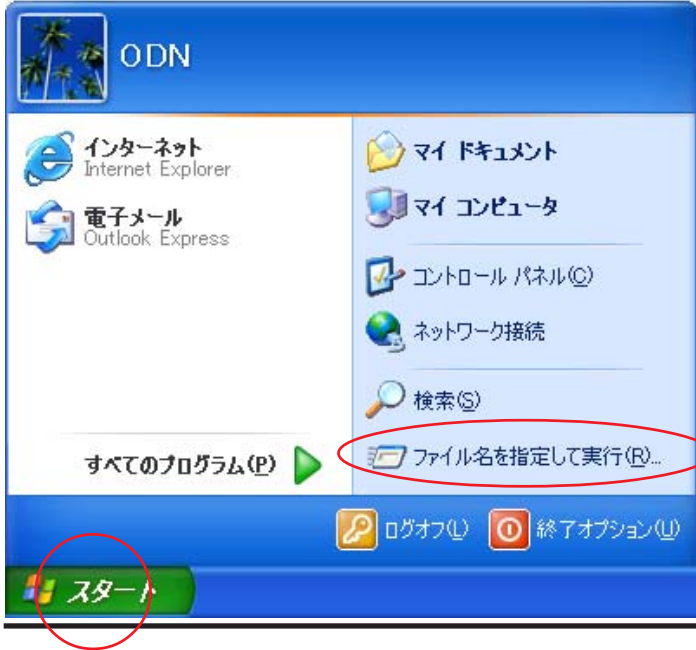 ODN
インターネット
Internet Explorer
電子メール
Outlook Express
すべてのプログラム(P)
マイ ドキュメント
マイ コンピュータ
コントロール パネル(C)
ネットワーク接続
検索(S)
ファイル名を指定して実行(R)...
ログオフ(L)
終了オプション(U)
スタート